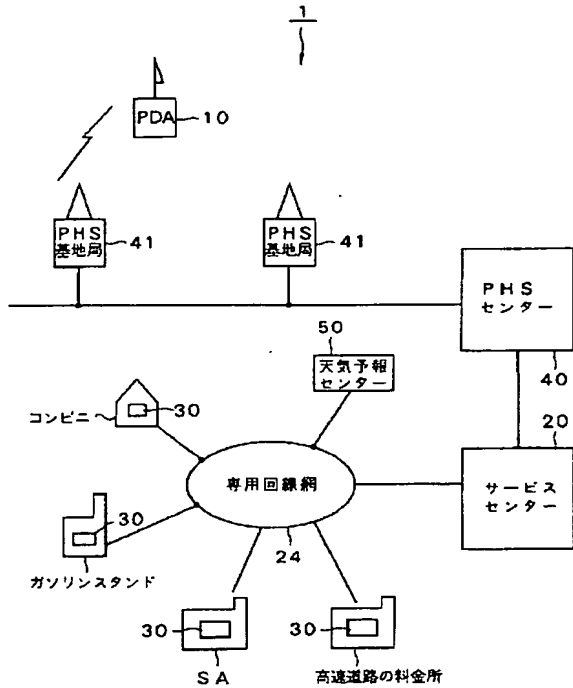 1
PDA
10
PHS
基地局
41
PHS
基地局
41
PHS
センター
40
50
天気予報
センター
20
コンビニ
30
専用回線網
サービス
センター
30
24
ガソリンスタンド
30
SA
30
高速道路の料金所